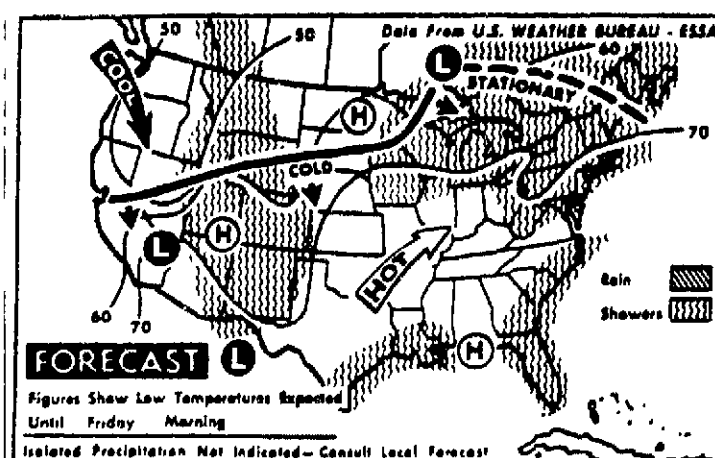 Data From U.S. WEATHER BUREAU - ESSA
50
50
60
COOL
L
H
STATIONARY
70
COLD
H
L
HOT
60
70
Rain
Showers
H
FORECAST
L
Figures Show Low Temperatures Expected
Until Friday Morning
Isolated Precipitation Not Indicated - Consult Local Forecast